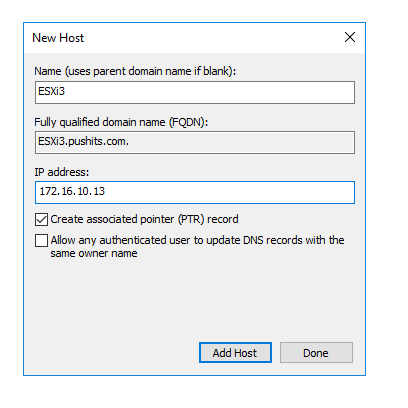 New Host
Name (uses parent domain name if blank):
ESXi3
Fully qualified domain name (FQDN):
ESXi3.pushits.com.
IP address:
172.16.10.13
Create associated pointer (PTR) record
Allow any authenticated user to update DNS records with the
same owner name
Add Host
Done